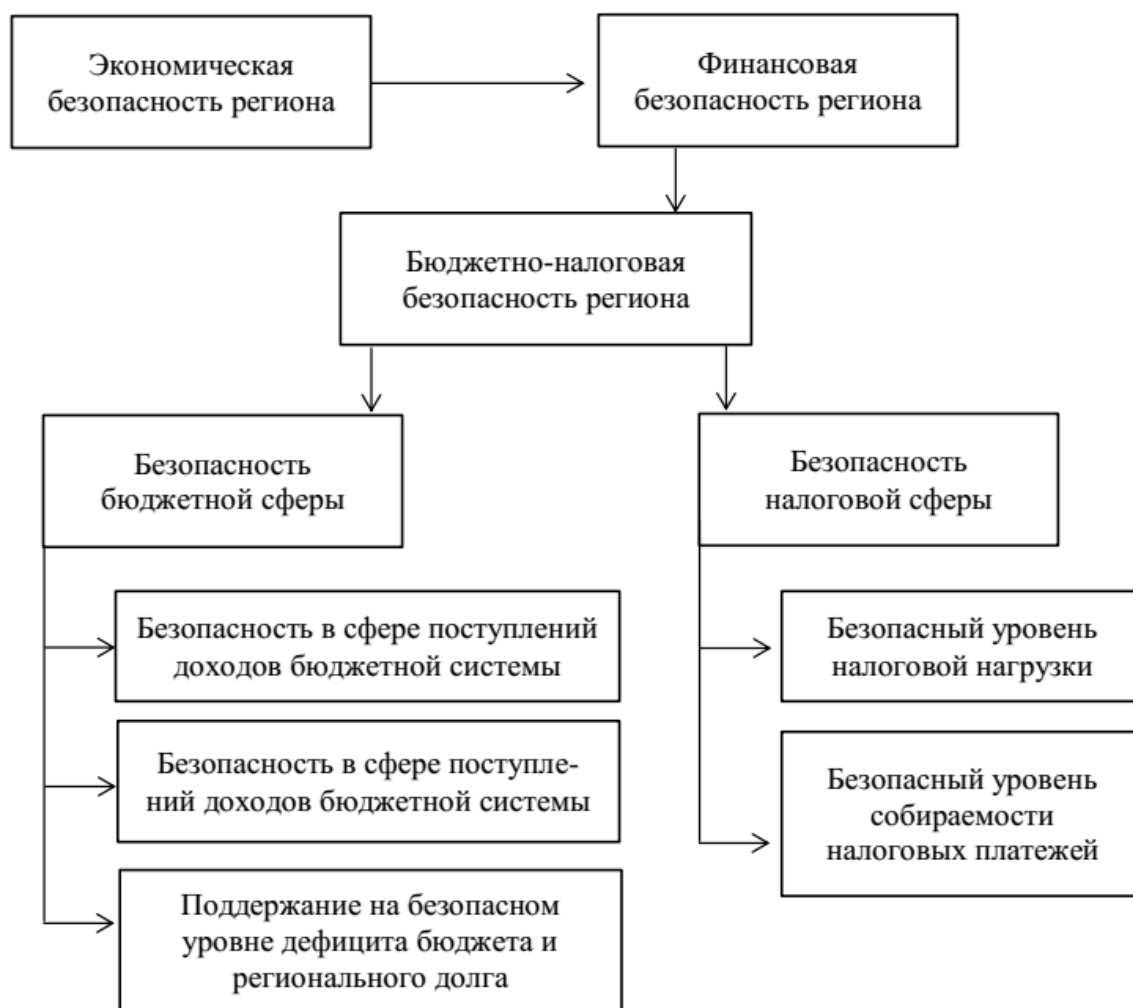 Экономическая
безопасность региона
Финансовая
безопасность региона
Бюджетно-налоговая
безопасность региона
Безопасность
бюджетной сферы
Безопасность
налоговой сферы
Безопасность в сфере поступлений
доходов бюджетной системы
Безопасность в сфере поступле-
ний доходов бюджетной системы
Поддержание на безопасном
уровне дефицита бюджета и
регионального долга
Безопасный уровень
налоговой нагрузки
Безопасный уровень
собираемости
налоговых платежей